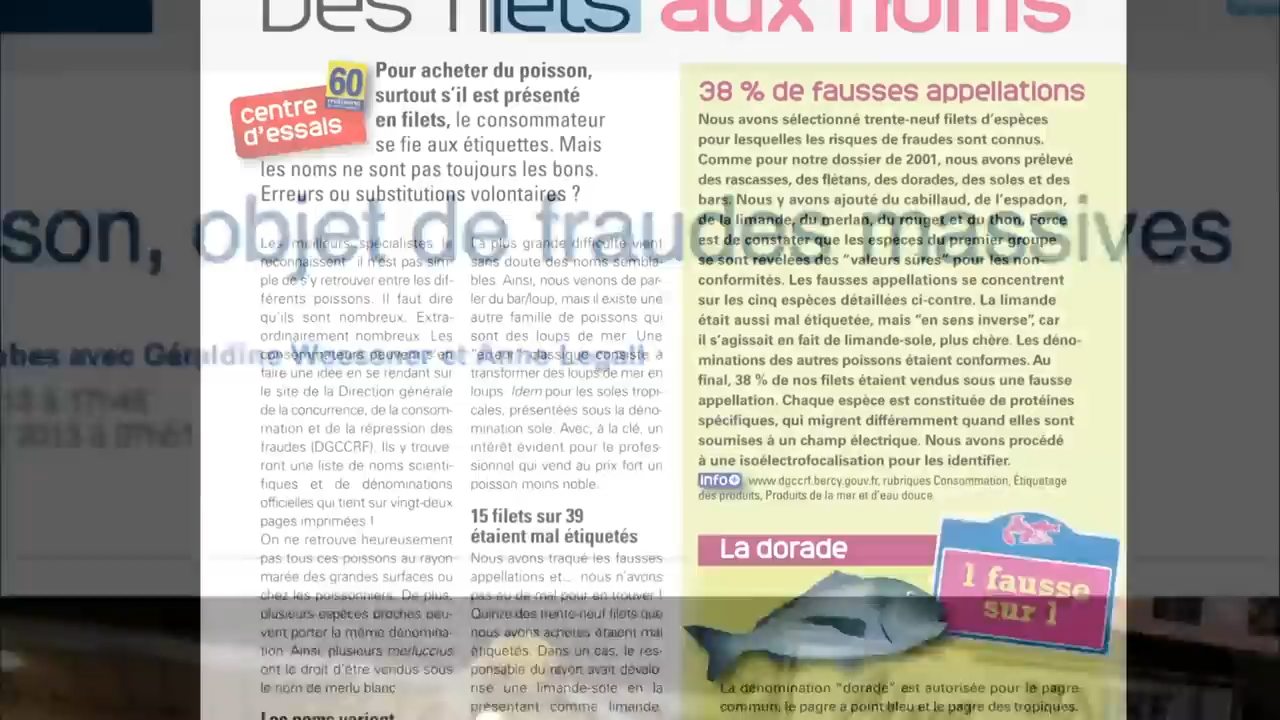 Des filets aux noms
60
centre
d'essais
Pour acheter du poisson,
surtout s'il est présenté
en filets, le consommateur
se fie aux étiquettes. Mais
les noms ne sont pas toujours les bons.
Erreurs ou substitutions volontaires ?
son, objet de fraudes massives
Les meilleurs spécialistes le
reconnaissent : il n'est pas sim-
ple de s'y retrouver entre les dif-
férents poissons. Il faut dire
qu'ils sont nombreux. Extra-
ordinairement nombreux. Les
consommateurs peuvent s'en
faire une idée en se rendant sur
le site de la Direction générale
de la concurrence, de la consom-
mation et de la répression des
fraudes (DGCCRF). Ils y trouve-
ront une liste de noms scienti-
fiques et de dénominations
officielles qui tient sur vingt-deux
pages imprimées !
On ne retrouve heureusement
pas tous ces poissons au rayon
marée des grandes surfaces ou
chez les poissonniers. De plus,
plusieurs espèces proches peu-
vent porter la même dénomina-
tion. Ainsi, plusieurs merluccius
ont le droit d'être vendus sous
le nom de merlu blanc
Les noms varient
La plus grande difficulté vient
sans doute des noms sembla-
bles. Ainsi, nous venons de par-
ler du bar/loup, mais il existe une
autre famille de poissons qui
sont des loups de mer. Une
"erreur" classique consiste à
transformer des loups de mer en
loups. Idem pour les soles tropi-
cales, présentées sous la déno-
mination sole. Avec, à la clé, un
intérêt évident pour le profes-
sionnel qui vend au prix fort un
poisson moins noble.
15 filets sur 39
étaient mal étiquetés
Nous avons traqué les fausses
appellations et... nous n'avons
pas eu de mal pour en trouver !
Quinze des trente-neuf filets que
nous avons achetés étaient mal
étiquetés. Dans un cas, le res-
ponsable du rayon avait dévalo-
risé une limande-sole en la
présentant comme limande.
38 % de fausses appellations
Nous avons sélectionné trente-neuf filets d'espèces
pour lesquelles les risques de fraudes sont connus.
Comme pour notre dossier de 2001, nous avons prélevé
des rascasses, des flétans, des dorades, des soles et des
bars. Nous y avons ajouté du cabillaud, de l'espadon,
de la limande, du merlan, du rouget et du thon. Force
est de constater que les espèces du premier groupe
se sont révélées des "valeurs sûres" pour les non-
conformités. Les fausses appellations se concentrent
sur les cinq espèces détaillées ci-contre. La limande
était aussi mal étiquetée, mais "en sens inverse", car
il s'agissait en fait de limande-sole, plus chère. Les déno-
minations des autres poissons étaient conformes. Au
final, 38 % de nos filets étaient vendus sous une fausse
appellation. Chaque espèce est constituée de protéines
spécifiques, qui migrent différemment quand elles sont
soumises à un champ électrique. Nous avons procédé
à une isoélectrofocalisation pour les identifier.
info+ www.dgccrf.bercy.gouv.fr, rubriques Consommation, Étiquetage
des produits, Produits de la mer et d'eau douce.
La dorade
1 fausse
sur 1
La dénomination "dorade" est autorisée pour le pagre
commun, le pagre à point bleu et le pagre des tropiques.